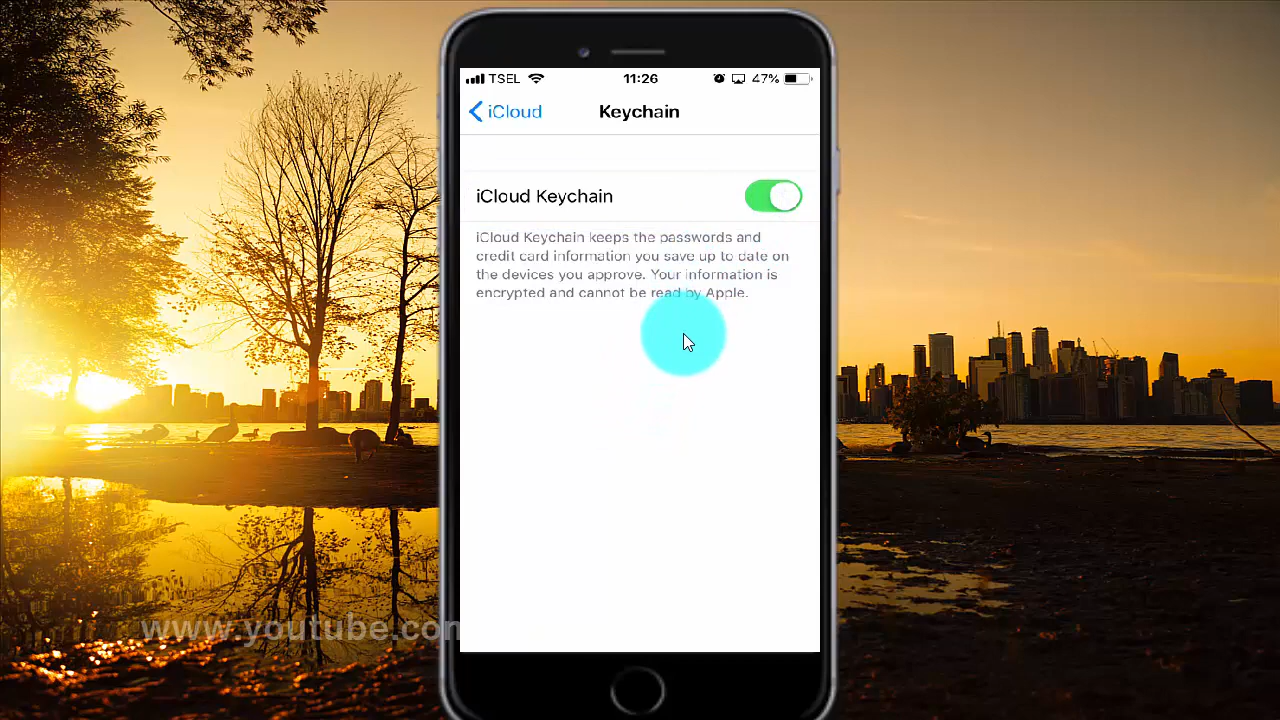 TSEL 11:26 47%
iCloud Keychain
iCloud Keychain
iCloud Keychain keeps the passwords and
credit card information you save up to date on
the devices you approve. Your information is
encrypted and cannot be read by Apple.
www.youtube.com